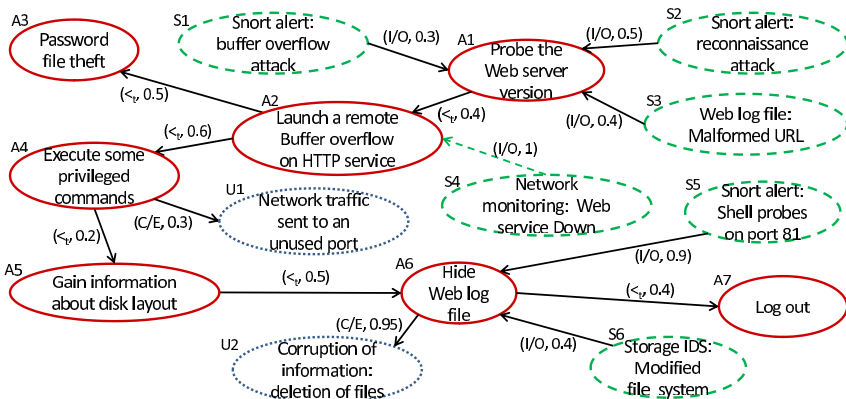 A3
Password
file theft
S1
Snort alert:
buffer overflow
attack
(I/O, 0.3)
A1
Probe the
Web server
version
(I/O, 0.5)
S2
Snort alert:
reconnaissance
attack
(<t, 0.5)
A2
Launch a remote
Buffer overflow
on HTTP service
(<t, 0.4)
(I/O, 0.4)
S3
Web log file:
Malformed URL
(<t, 0.6)
A4
Execute some
privileged
commands
(I/O, 1)
U1
Network traffic
sent to an
unused port
(C/E, 0.3)
S4
Network
monitoring: Web
service Down
S5
Snort alert:
Shell probes
on port 81
(<t, 0.2)
(I/O, 0.9)
A5
Gain information
about disk layout
(<t, 0.5)
A6
Hide
Web log
file
(<t, 0.4)
A7
Log out
(C/E, 0.95)
U2
Corruption of
information:
deletion of files
(I/O, 0.4)
S6
Storage IDS:
Modified
file system